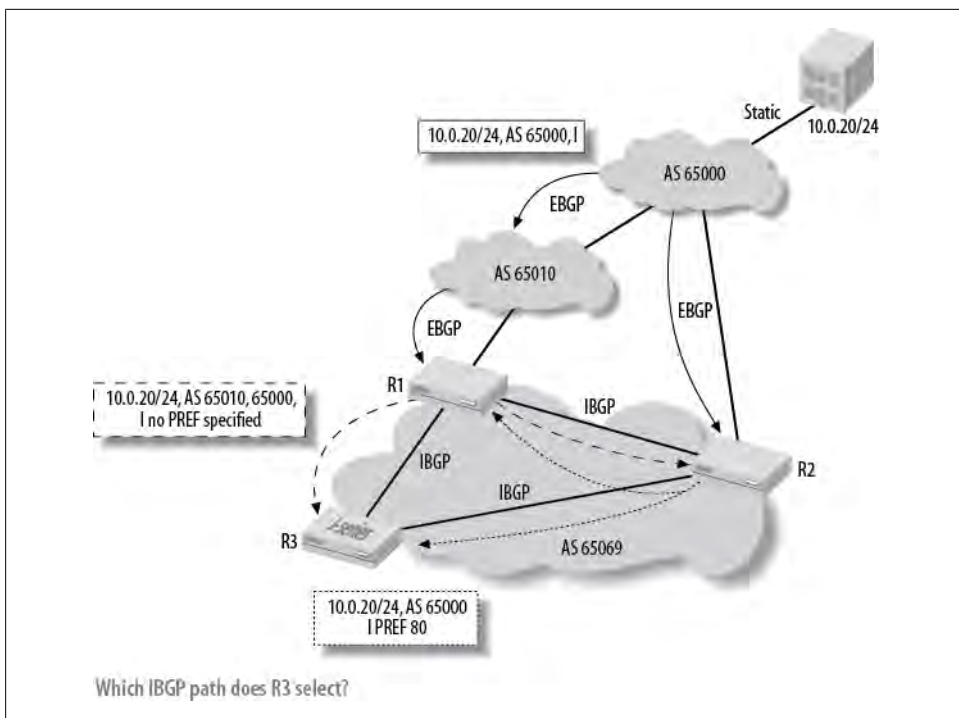 Static
10.0.20/24
10.0.20/24, AS 65000, I
AS 65000
EBGP
AS 65010
EBGP
EBGP
R1
10.0.20/24, AS 65010, 65000,
I no PREF specified
IBGP
IBGP
R2
IBGP
R3
J-series
AS 65069
10.0.20/24, AS 65000
I PREF 80
Which IBGP path does R3 select?